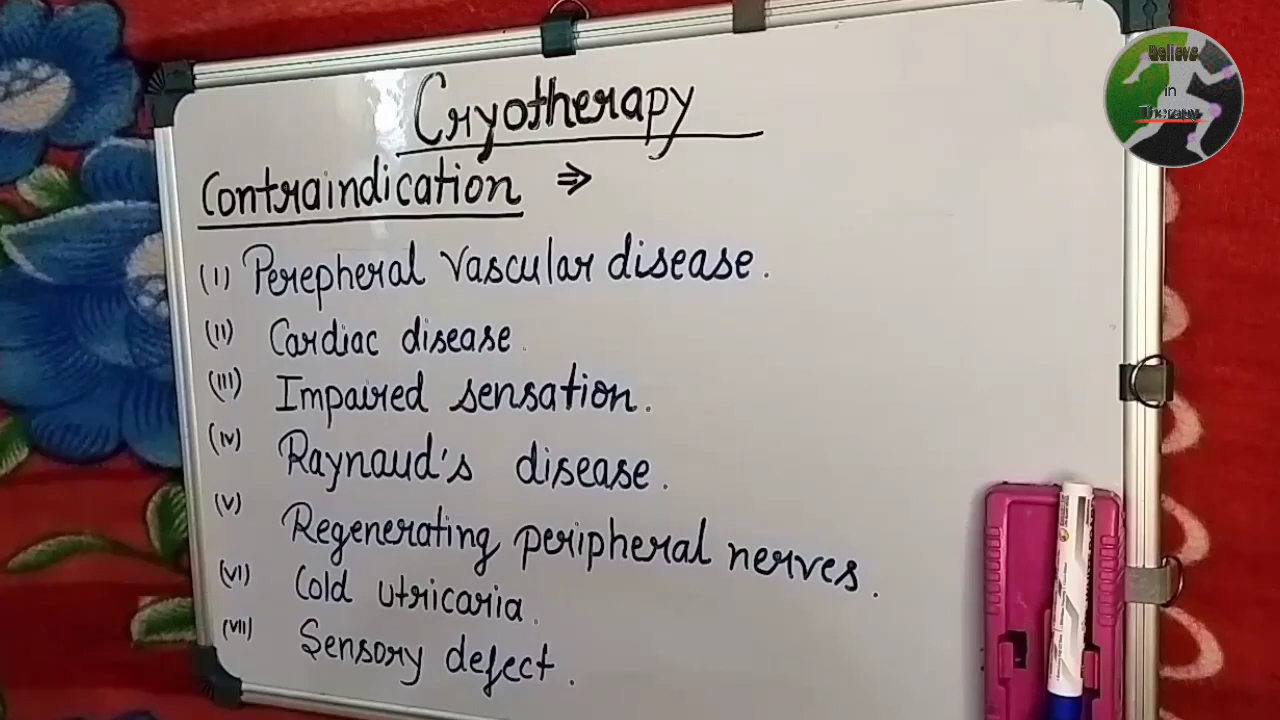 Cryotherapy
Contraindication ⇒
(I) Perepheral Vascular disease.
(II) Cardiac disease.
(III) Impaired sensation.
(IV) Raynaud's disease.
(V) Regenerating peripheral nerves.
(VI) Cold utricaria.
(VII) Sensory defect.
Believe
in
Therapy